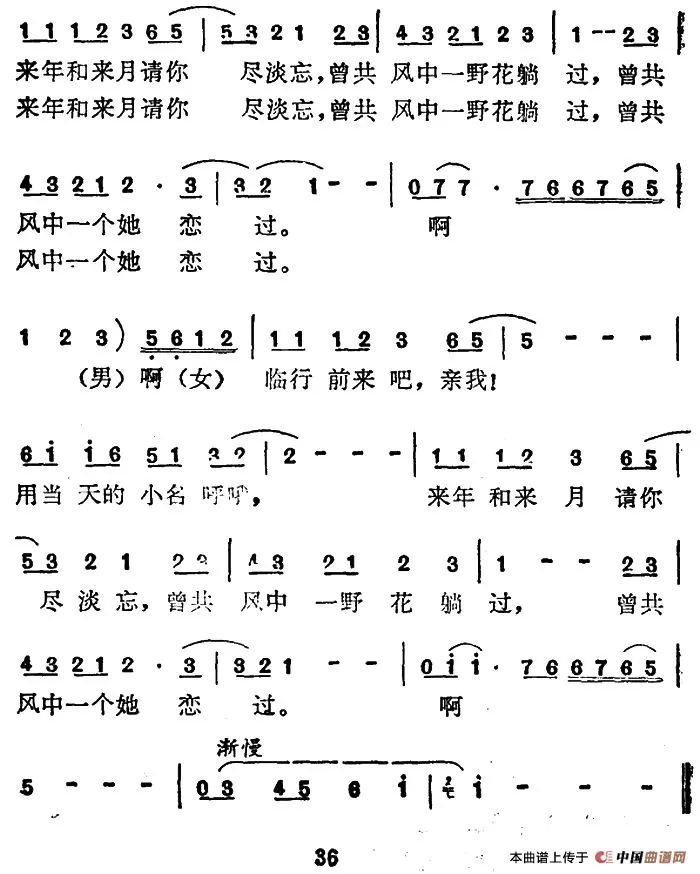 1 1 1 1 2 3 6 5 | 5 3 2 1 2 3 | 4 3 2 1 2 3 | 1 - - 2 3 |
来年和来月请你 尽淡忘，曾共 风中一野花躺 过，曾共
来年和来月请你 尽淡忘，曾共 风中一野花躺 过，曾共
4 3 2 1 2 · 3 | 3 2 1 - - | 0 7 7 · 7 6 6 7 6 5 |
风中一个她 恋 过。 啊
风中一个她 恋 过。
1 2 3 ) 5 6 1 2 | 1 1 1 2 3 6 5 | 5 - - - |
（男）啊（女） 临行 前来 吧，亲我！
6 i i 6 5 1 3 2 | 2 - - - | 1 1 1 2 3 6 5 |
用当 天的 小名 呼呼， 来年 和来 月 请你
5 3 2 1 2 3 | 4 3 2 1 2 3 | 1 - - 2 3 |
尽 淡 忘，曾共 风中 一野 花 躺 过， 曾共
4 3 2 1 2 · 3 | 3 2 1 - - | 0 i i · 7 6 6 7 6 5 |
风中一个她 恋 过。 啊
渐慢
5 - - - | 0 3 4 5 6 i | i - - - ‖
36
本曲谱上传于 中国曲谱网